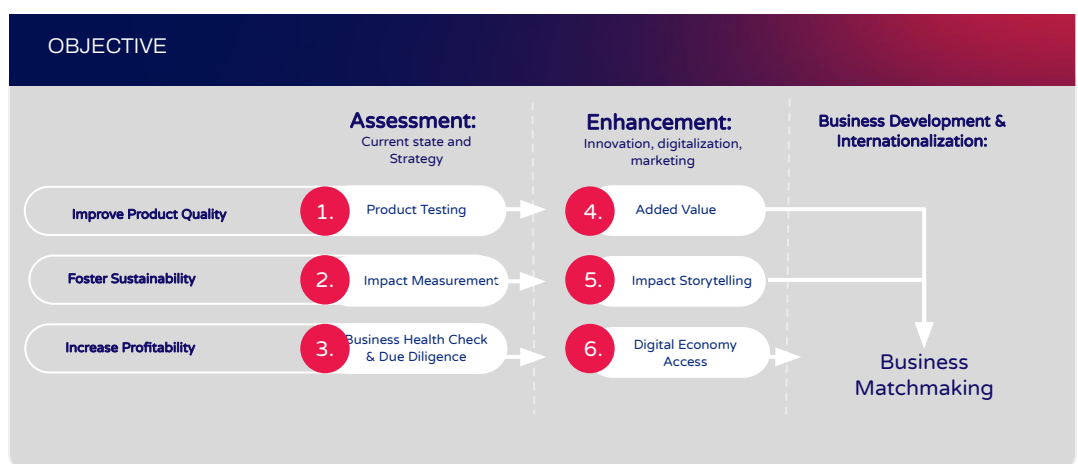 OBJECTIVE
Assessment:
Current state and
Strategy
Enhancement:
Innovation, digitalization,
marketing
Business Development &
Internationalization:
Improve Product Quality
1.
Product Testing
4.
Added Value
Foster Sustainability
2.
Impact Measurement
5.
Impact Storytelling
Increase Profitability
3.
Business Health Check
& Due Diligence
6.
Digital Economy
Access
Business
Matchmaking